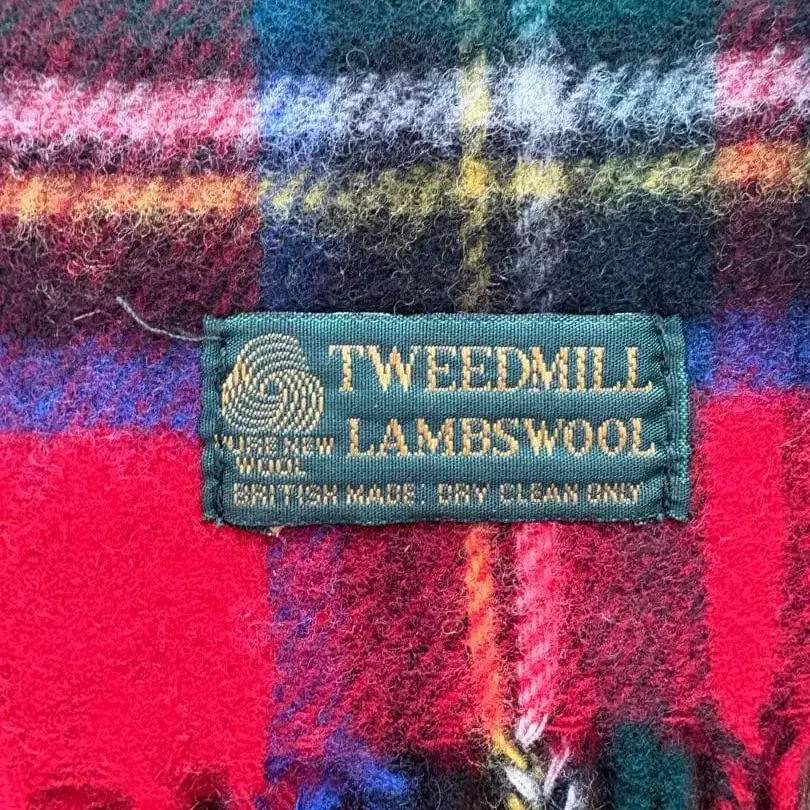 TWEEDMILL
LAMBSWOOL
PURE NEW
WOOL
BRITISH MADE: DRY CLEAN ONLY